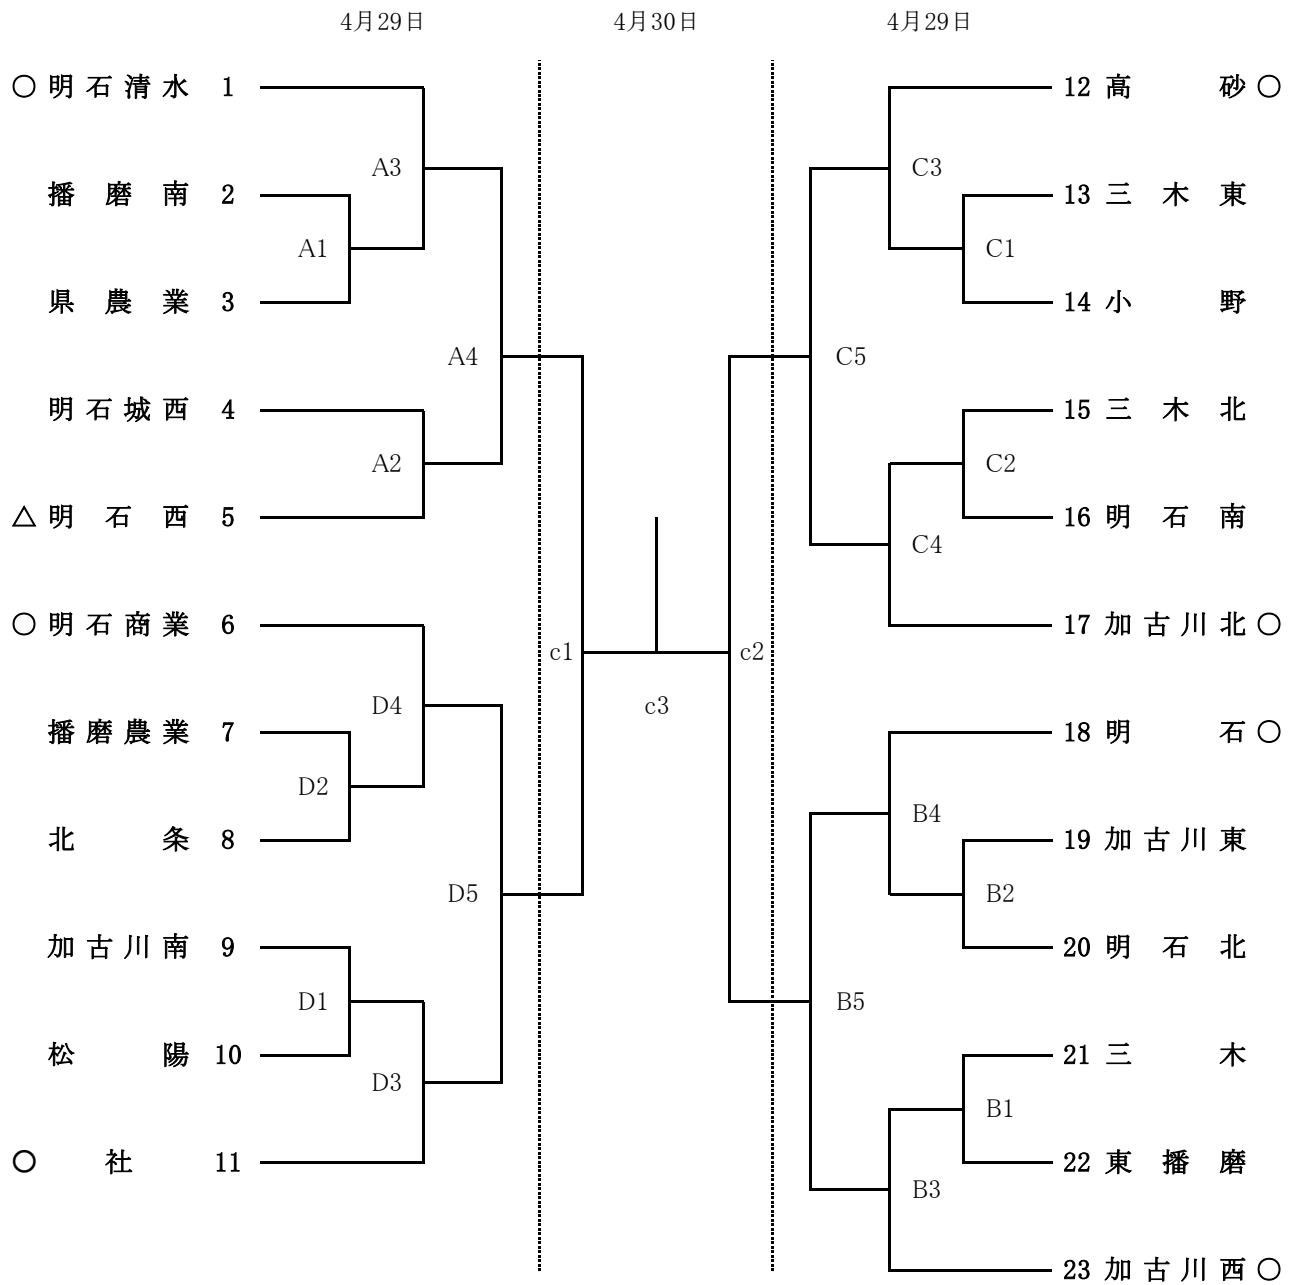 4月29日 4月30日 4月29日
○ 明石清水 1 12 高砂 ○
A3 C3
播磨南 2 13 三木東
A1 C1
県農業 3 14 小野
A4 C5
明石城西 4 15 三木北
A2 C2
△ 明石西 5 16 明石南
C4
○ 明石商業 6 17 加古川北 ○
c1 c2
D4 c3
播磨農業 7 18 明石 ○
D2 B4
北条 8 19 加古川東
D5 B2
加古川南 9 20 明石北
D1 B5
松陽 10 21 三木
D3 B1
○ 社 11 22 東播磨
B3
23 加古川西 ○